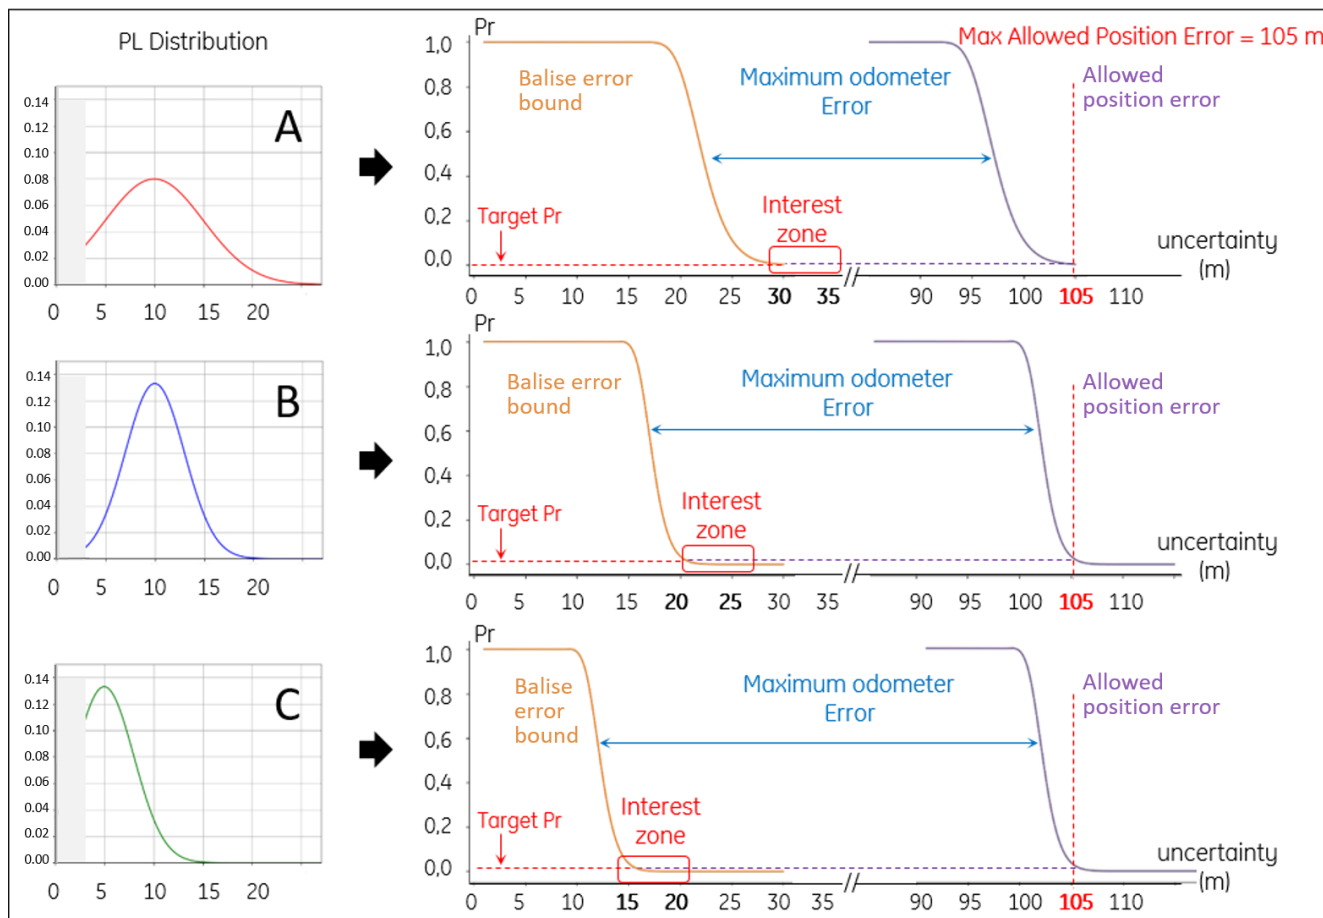 PL Distribution
Pr
Max Allowed Position Error = 105 m
A
0.14
0.12
0.10
0.08
0.06
0.04
0.02
0.00
0 5 10 15 20
1,0
0,8
0,6
0,4
0,2
0,0
Balise error
bound
Maximum odometer
Error
Allowed
position error
Target Pr
Interest
zone
uncertainty
(m)
0 5 10 15 20 25 30 35 90 95 100 105 110
B
0.14
0.12
0.10
0.08
0.06
0.04
0.02
0.00
0 5 10 15 20
Pr
1,0
0,8
0,6
0,4
0,2
0,0
Balise error
bound
Maximum odometer
Error
Allowed
position error
Target Pr
Interest
zone
uncertainty
(m)
0 5 10 15 20 25 30 35 90 95 100 105 110
C
0.14
0.12
0.10
0.08
0.06
0.04
0.02
0.00
0 5 10 15 20
Pr
1,0
0,8
0,6
0,4
0,2
0,0
Balise
error
bound
Maximum odometer
Error
Allowed
position error
Target Pr
Interest
zone
uncertainty
(m)
0 5 10 15 20 25 30 35 90 95 100 105 110